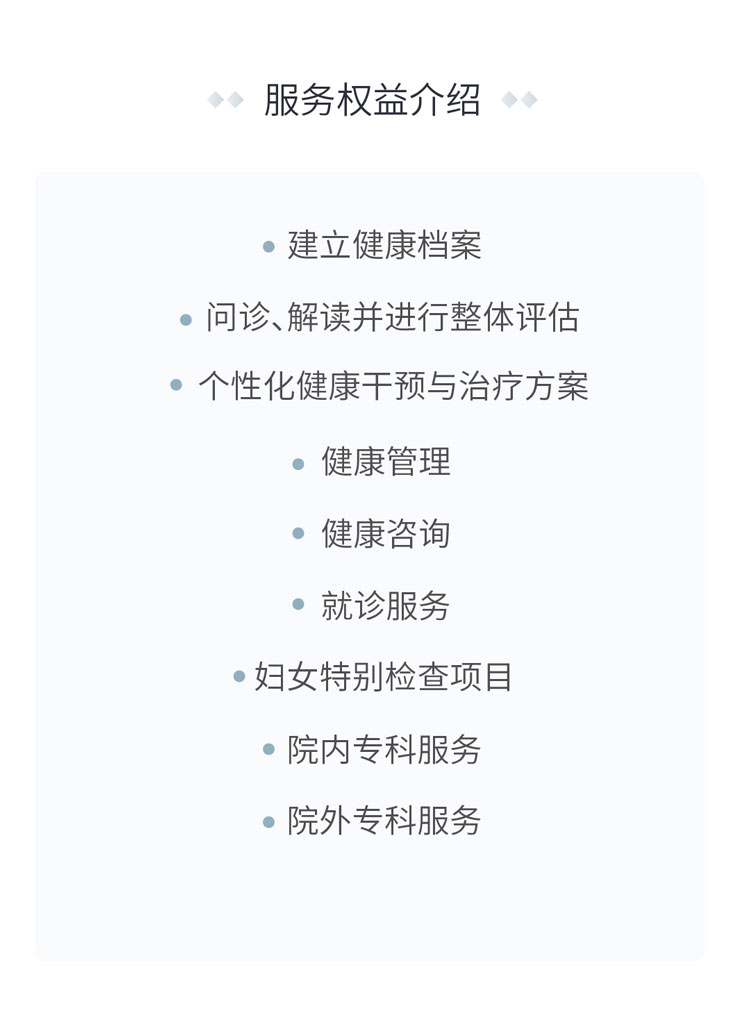 服务权益介绍
建立健康档案
问诊、解读并进行整体评估
个性化健康干预与治疗方案
健康管理
健康咨询
就诊服务
妇女特别检查项目
院内专科服务
院外专科服务